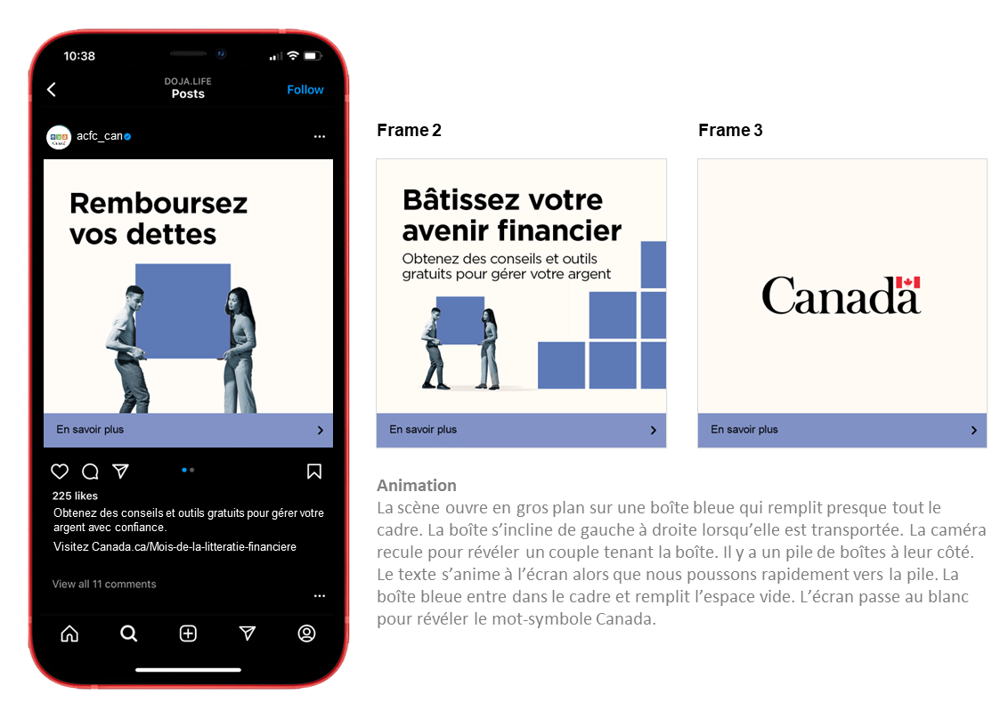 10:38
DOJA.LIFE
Posts
Follow
acfc_can
Remboursez
vos dettes
En savoir plus
225 likes
Obtenez des conseils et outils gratuits pour gérer votre
argent avec confiance.
Visitez Canada.ca/Mois-de-la-litteratie-financiere
View all 11 comments
Frame 2
Bâtissez votre
avenir financier
Obtenez des conseils et outils
gratuits pour gérer votre argent
En savoir plus
Frame 3
Canada
En savoir plus
Animation
La scène ouvre en gros plan sur une boîte bleue qui remplit presque tout le
cadre. La boîte s’incline de gauche à droite lorsqu’elle est transportée. La caméra
recule pour révéler un couple tenant la boîte. Il y a un pile de boîtes à leur côté.
Le texte s’anime à l’écran alors que nous poussons rapidement vers la pile. La
boîte bleue entre dans le cadre et remplit l’espace vide. L’écran passe au blanc
pour révéler le mot-symbole Canada.